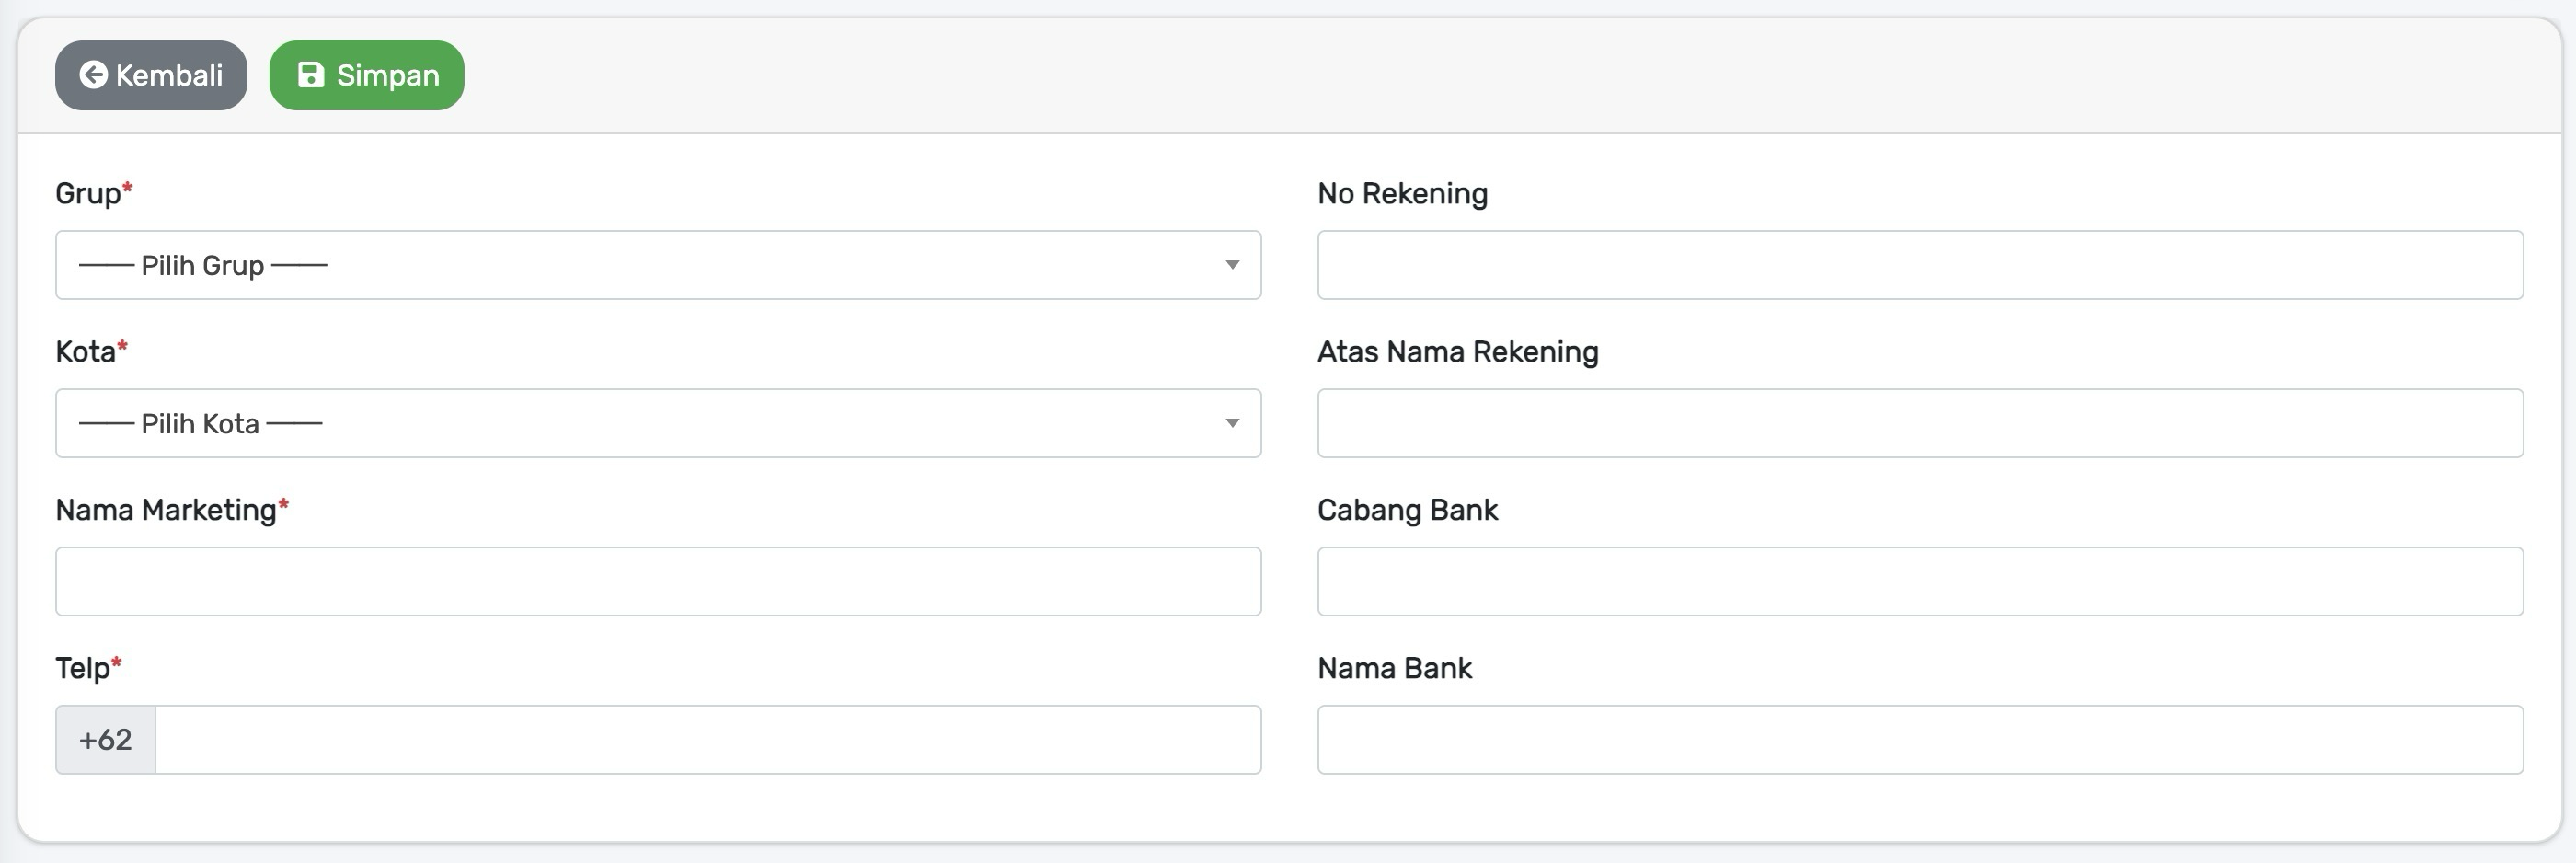 Kembali
Simpan
Grup*
—— Pilih Grup ——
Kota*
—— Pilih Kota ——
Nama Marketing*
Telp*
+62
No Rekening
Atas Nama Rekening
Cabang Bank
Nama Bank